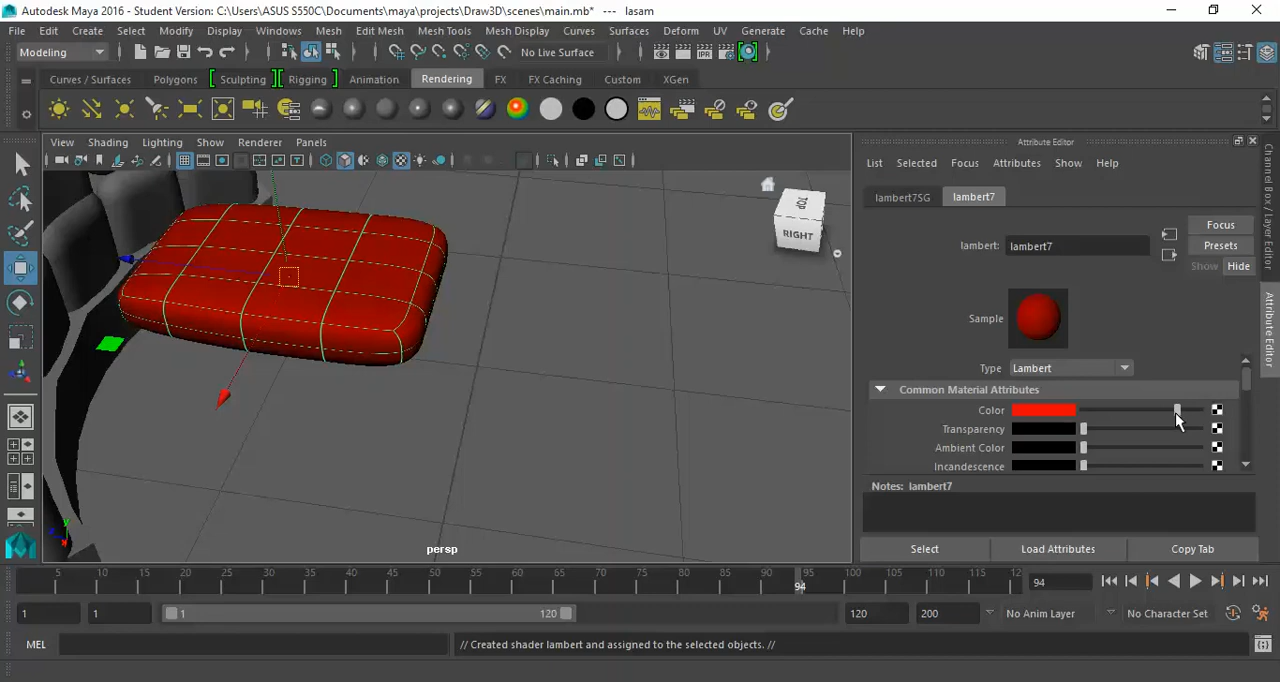 Autodesk Maya 2016 - Student Version: C:\Users\ASUS S550C\Documents\maya\projects\Draw3D\scenes\main.mb* --- lasam
File Edit Create Select Modify Display Windows Mesh Edit Mesh Mesh Tools Mesh Display Curves Surfaces Deform UV Generate Cache Help
Modeling No Live Surface
Curves / Surfaces Polygons Sculpting Rigging Animation Rendering FX FX Caching Custom XGen
View Shading Lighting Show Renderer Panels
Attribute Editor
List Selected Focus Attributes Show Help
lambert7SG lambert7
Focus
lambert: lambert7
Presets
Show Hide
Sample
Type Lambert
Common Material Attributes
Color
Transparency
Ambient Color
Incandescence
Notes: lambert7
Select Load Attributes Copy Tab
TOP
RIGHT
persp
Channel Box / Layer Editor
Attribute Editor
IPR
5 10 15 20 25 30 35 40 45 50 55 60 65 70 75 80 85 90 95 100 105 110 115 12
94 94
1 1 1 120 120 200 No Anim Layer No Character Set
MEL // Created shader lambert and assigned to the selected objects. //
y
x